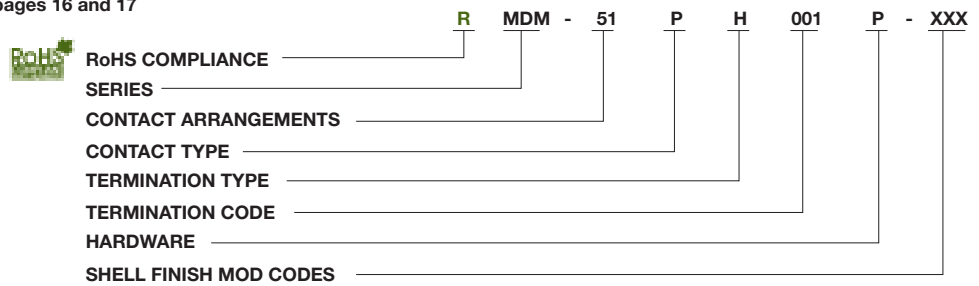 pages 16 and 17
R MDM - 51 P H 001 P - XXX
RoHS
RoHS COMPLIANCE
SERIES
CONTACT ARRANGEMENTS
CONTACT TYPE
TERMINATION TYPE
TERMINATION CODE
HARDWARE
SHELL FINISH MOD CODES